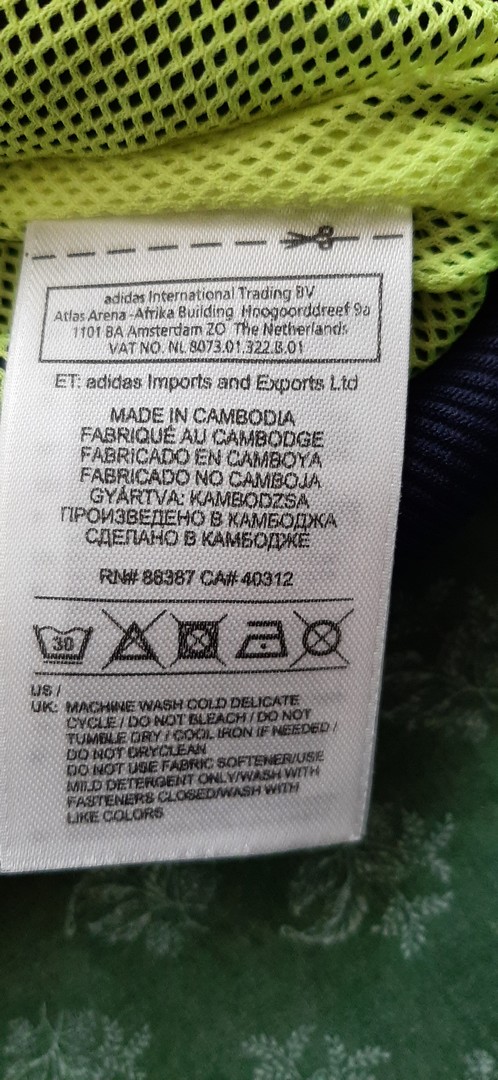 adidas International Trading BV
Atlas Arena-Afrika Building Hoogoorddreef 9a
1101 BA Amsterdam ZO The Netherlands
VAT NO. NL 8073.01.322.B.01
ET: adidas Imports and Exports Ltd
MADE IN CAMBODIA
FABRIQUÉ AU CAMBODGE
FABRICADO EN CAMBOYA
FABRICADO NO CAMBOJA
GYÁRTVA: KAMBODZSA
ПРОИЗВЕДЕНО В КАМБОДЖА
СДЕЛАНО В КАМБОДЖЕ
RN# 88387 CA# 40312
30
US /
UK: MACHINE WASH COLD DELICATE
CYCLE / DO NOT BLEACH / DO NOT
TUMBLE DRY / COOL IRON IF NEEDED /
DO NOT DRYCLEAN
DO NOT USE FABRIC SOFTENER/USE
MILD DETERGENT ONLY/WASH WITH
FASTENERS CLOSED/WASH WITH
LIKE COLORS